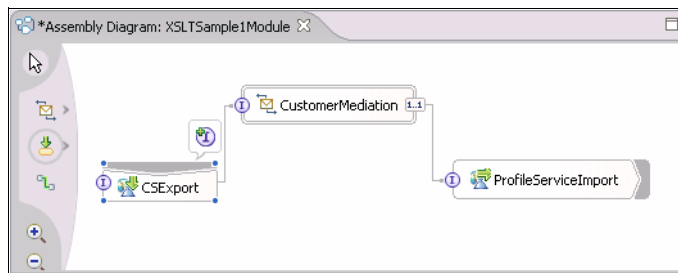 *Assembly Diagram: XSLTSample1Module
CustomerMediation 1..1
CSExport
ProfileServiceImport